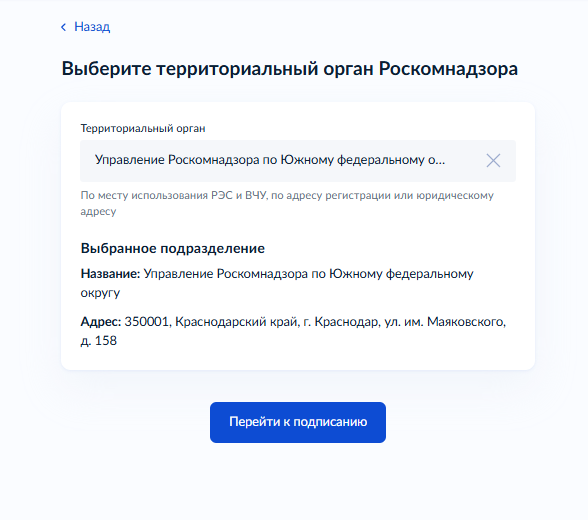 Назад
Выберите территориальный орган Роскомнадзора
Территориальный орган
Управление Роскомнадзора по Южному федеральному о...
По месту использования РЭС и ВЧУ, по адресу регистрации или юридическому
адресу
Выбранное подразделение
Название: Управление Роскомнадзора по Южному федеральному
округу
Адрес: 350001, Краснодарский край, г. Краснодар, ул. им. Маяковского,
д. 158
Перейти к подписанию